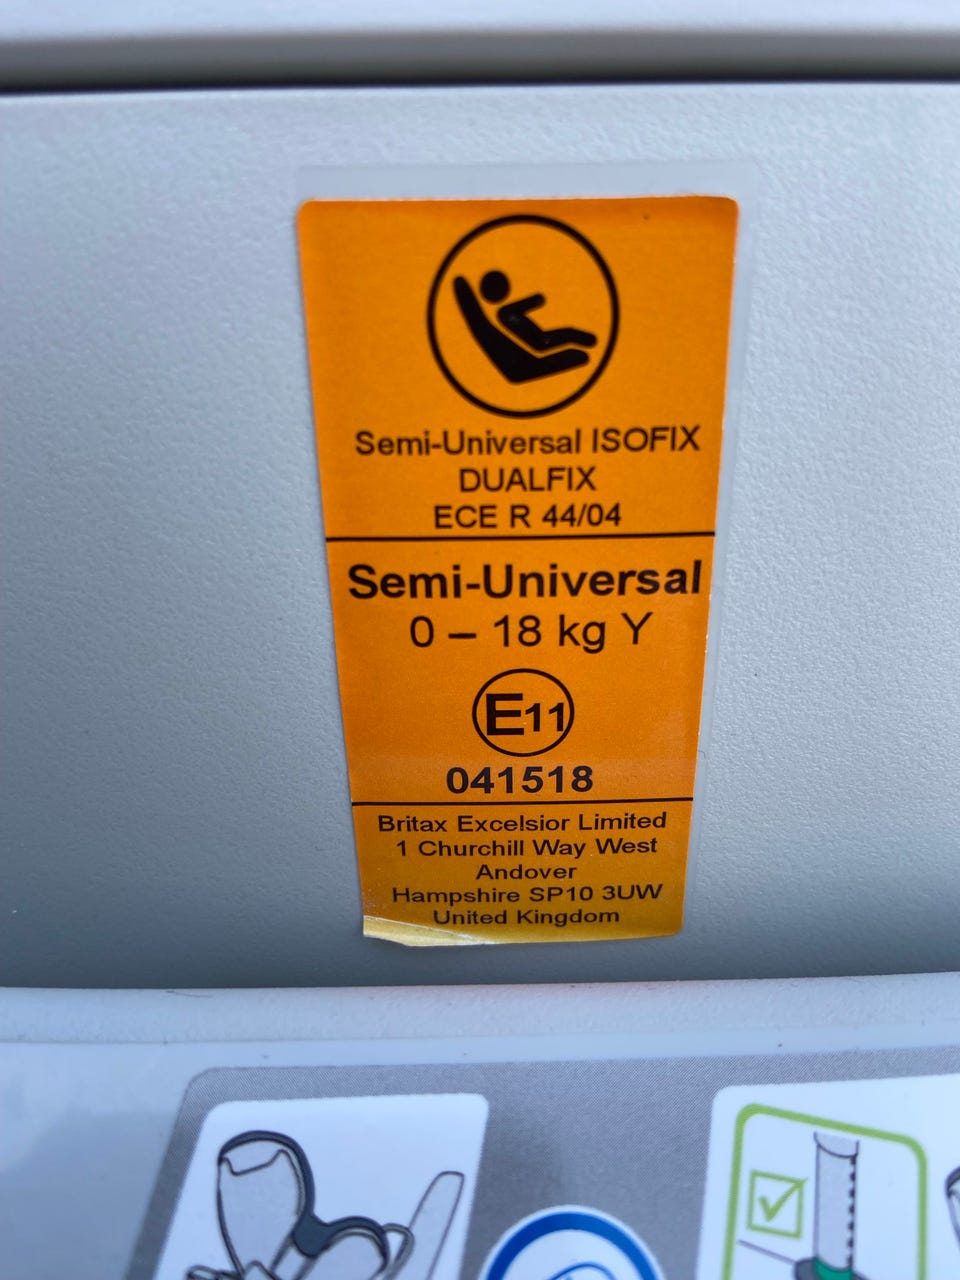 Semi-Universal ISOFIX
DUALFIX
ECE R 44/04
Semi-Universal
0 – 18 kg Y
E11
041518
Britax Excelsior Limited
1 Churchill Way West
Andover
Hampshire SP10 3UW
United Kingdom